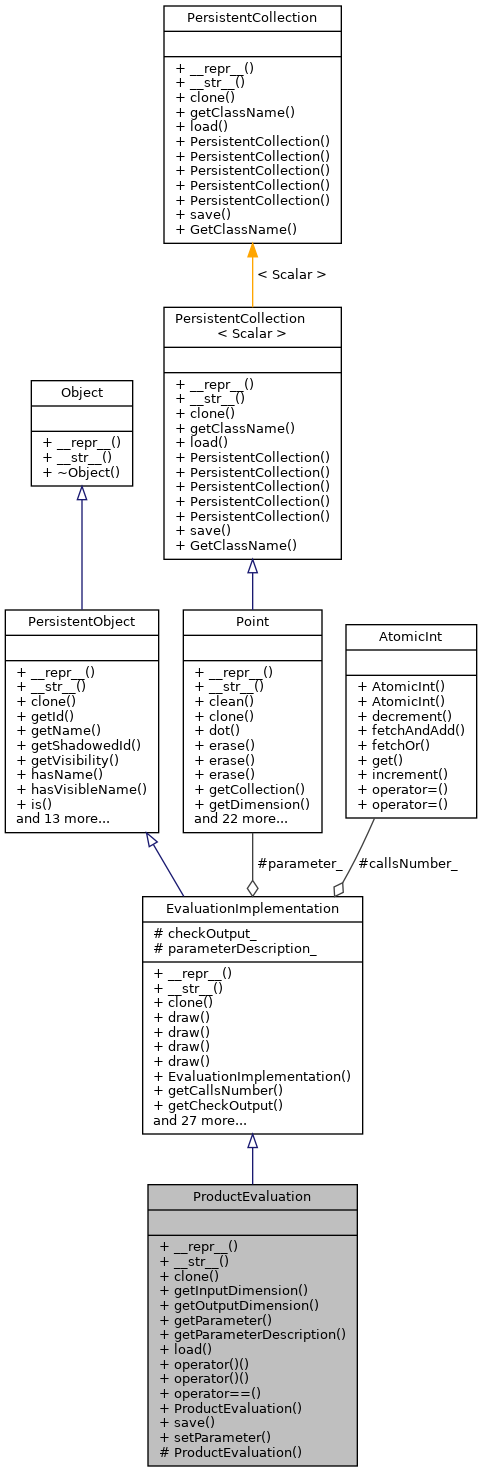 PersistentCollection
+ __repr__()
+ __str__()
+ clone()
+ getClassName()
+ load()
+ PersistentCollection()
+ PersistentCollection()
+ PersistentCollection()
+ PersistentCollection()
+ PersistentCollection()
+ save()
+ GetClassName()
< Scalar >
PersistentCollection
< Scalar >
+ __repr__()
+ __str__()
+ clone()
+ getClassName()
+ load()
+ PersistentCollection()
+ PersistentCollection()
+ PersistentCollection()
+ PersistentCollection()
+ PersistentCollection()
+ save()
+ GetClassName()
Object
+ __repr__()
+ __str__()
+ ~Object()
PersistentObject
+ __repr__()
+ __str__()
+ clone()
+ getId()
+ getName()
+ getShadowedId()
+ getVisibility()
+ hasName()
+ hasVisibleName()
+ is()
and 13 more...
Point
+ __repr__()
+ __str__()
+ clean()
+ clone()
+ dot()
+ erase()
+ erase()
+ erase()
+ getCollection()
+ getDimension()
and 22 more...
AtomicInt
+ AtomicInt()
+ AtomicInt()
+ decrement()
+ fetchAndAdd()
+ fetchOr()
+ get()
+ increment()
+ operator=()
+ operator=()
#parameter_
#callsNumber_
EvaluationImplementation
# checkOutput_
# parameterDescription_
+ __repr__()
+ __str__()
+ clone()
+ draw()
+ draw()
+ draw()
+ draw()
+ EvaluationImplementation()
+ getCallsNumber()
+ getCheckOutput()
and 27 more...
ProductEvaluation
+ __repr__()
+ __str__()
+ clone()
+ getInputDimension()
+ getOutputDimension()
+ getParameter()
+ getParameterDescription()
+ load()
+ operator()()
+ operator()()
+ operator==()
+ ProductEvaluation()
+ save()
+ setParameter()
# ProductEvaluation()